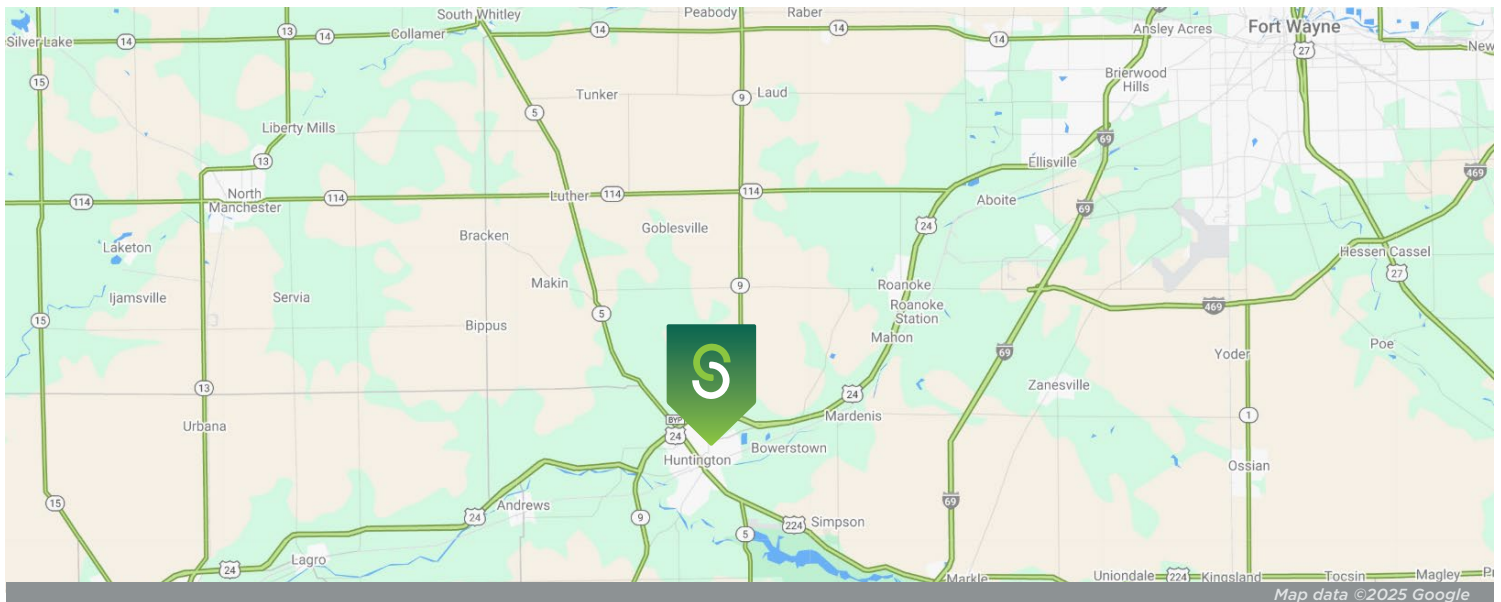 South Whitley
Peabody
Raber
Fort Wayne
Silver Lake
14
13
14
Collamer
14
14
14
Ansley Acres
27
New
15
Brierwood
Hills
Tunker
9
Laud
5
Liberty Mills
69
13
Ellisville
469
114
North
Manchester
114
Luther
114
114
Aboite
69
24
Goblesville
Bracken
Laketon
Hessen Cassel
27
Makin
9
Roanoke
Ijamsville
Servia
Roanoke
Station
469
15
5
Bippus
Mahon
Poe
69
Yoder
S
13
24
Zanesville
Urbana
BYP
24
Mardenis
1
Huntington
Bowerstown
Ossian
15
Andrews
69
24
9
224
Simpson
5
Lagro
24
Markle
Uniondale
224
Kingsland
Tocsin
Magley
Map data ©2025 Google